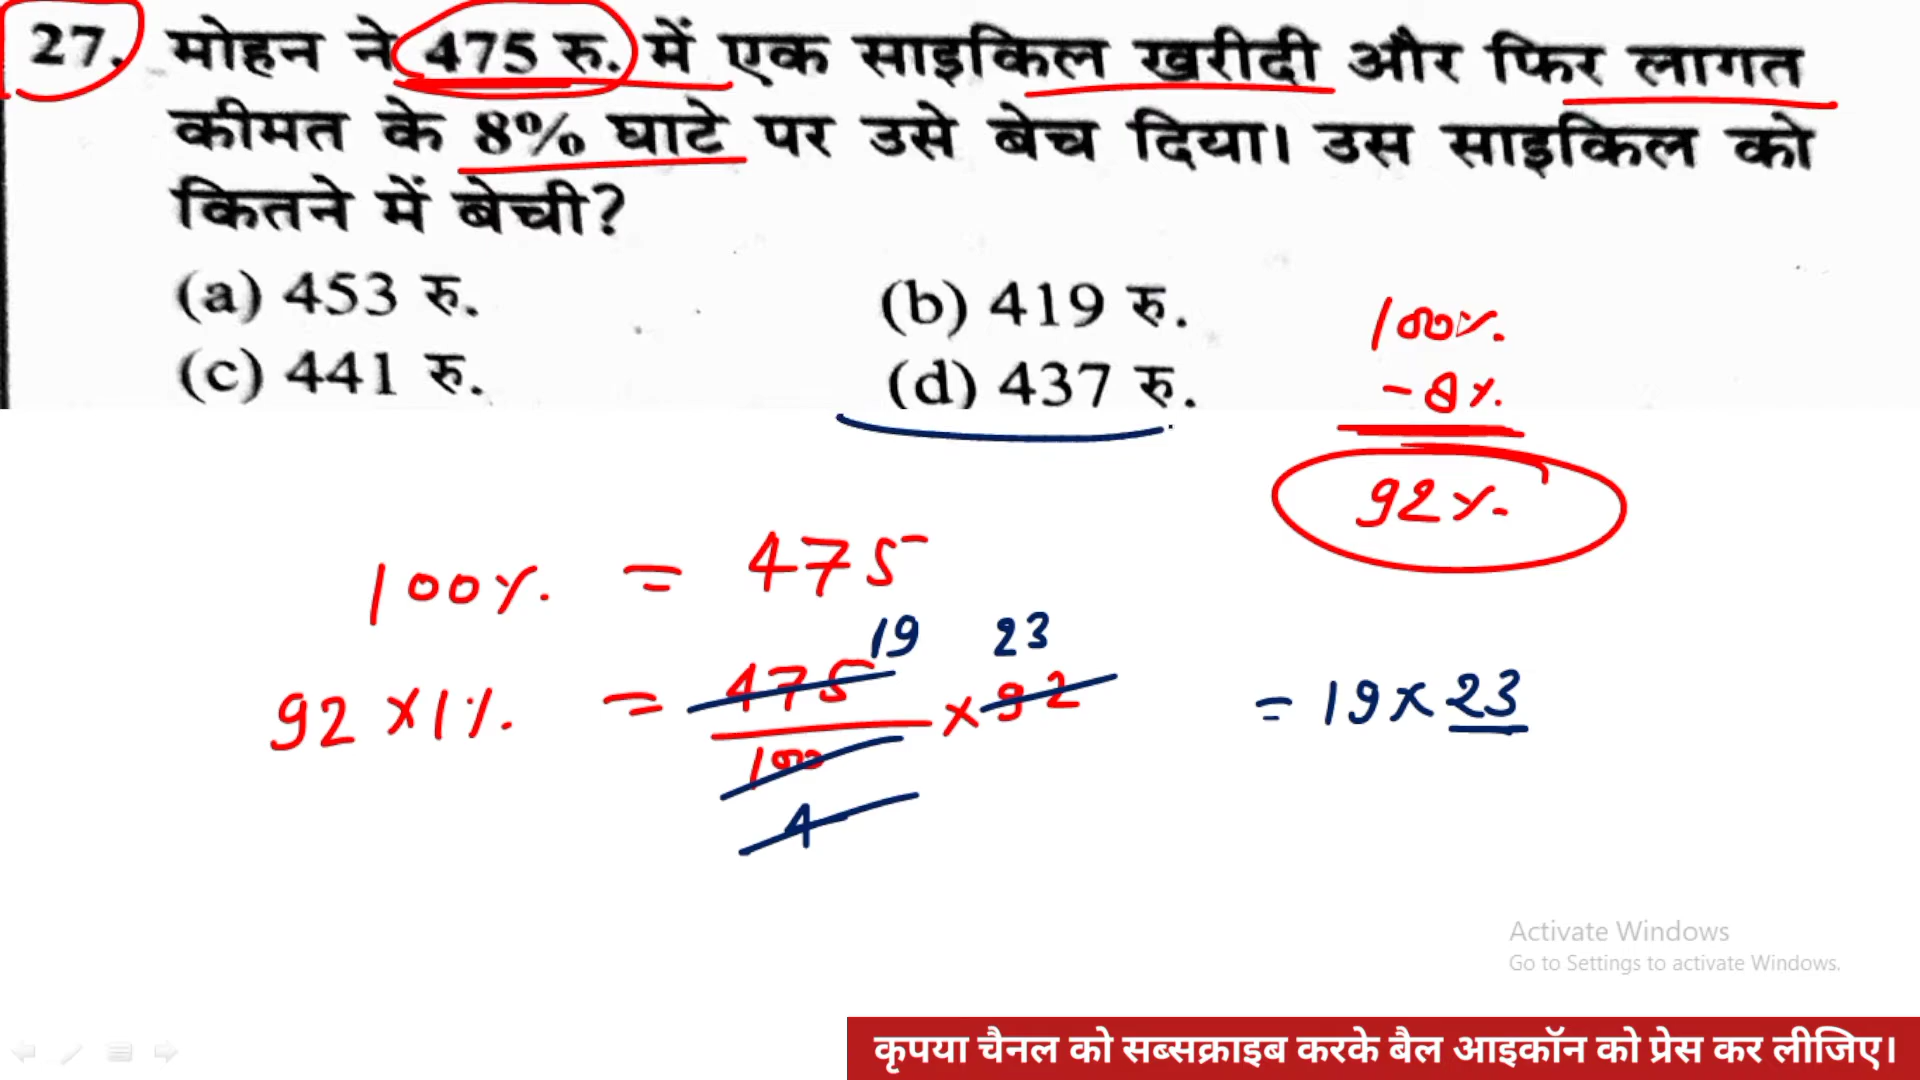 27. मोहन ने 475 रु. में एक साइकिल खरीदी और फिर लागत
कीमत के 8% घाटे पर उसे बेच दिया। उस साइकिल को
कितने में बेची?
(a) 453 रु. (b) 419 रु.
(c) 441 रु. (d) 437 रु.
100%
- 8%
92%
100% = 475
19 23
92 × 1% = 475 × 92 = 19 × 23
100
4
Activate Windows
Go to Settings to activate Windows.
कृपया चैनल को सब्सक्राइब करके बैल आइकॉन को प्रेस कर लीजिए।